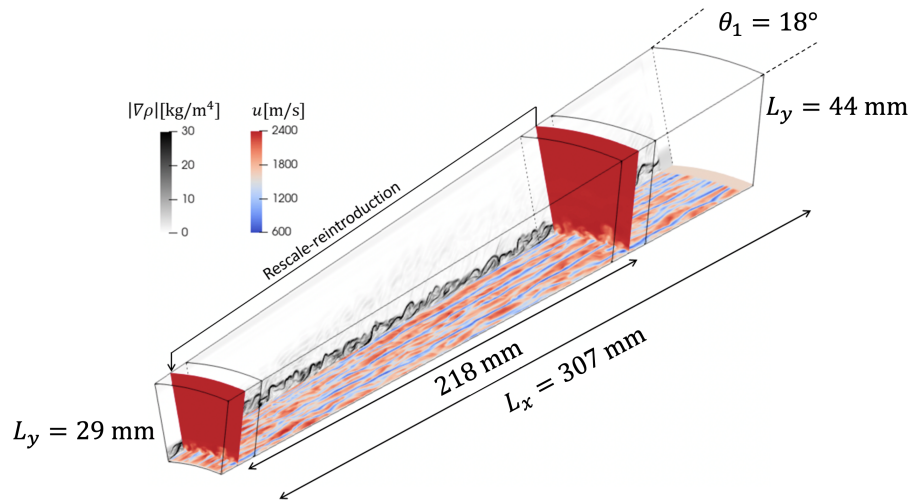 θ₁ = 18°
|∇ρ|[kg/m⁴]
30
20
10
0
u[m/s]
2400
1800
1200
600
L_y = 44 mm
Rescale-reintroduction
218 mm
L_x = 307 mm
L_y = 29 mm